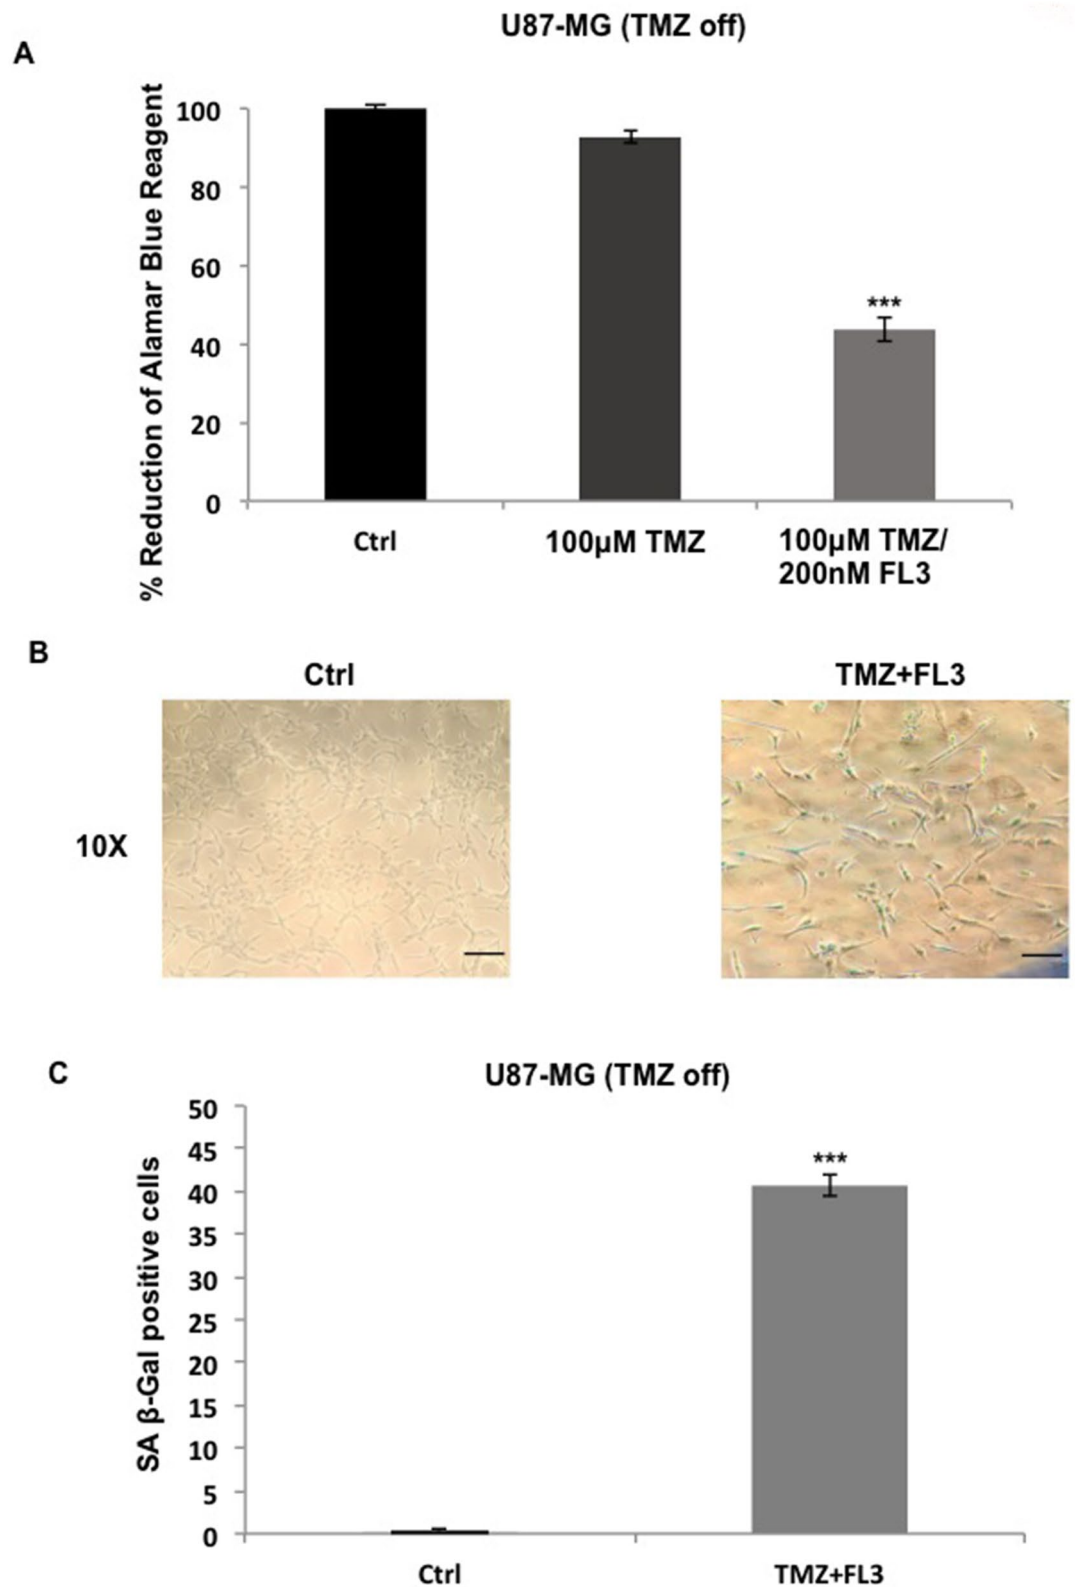 A
U87-MG (TMZ off)
% Reduction of Alamar Blue Reagent
100
80
60
40
20
0
***
Ctrl
100µM TMZ
100µM TMZ/
200nM FL3
B
Ctrl
TMZ+FL3
10X
C
U87-MG (TMZ off)
SA β-Gal positive cells
50
45
40
35
30
25
20
15
10
5
0
***
Ctrl
TMZ+FL3